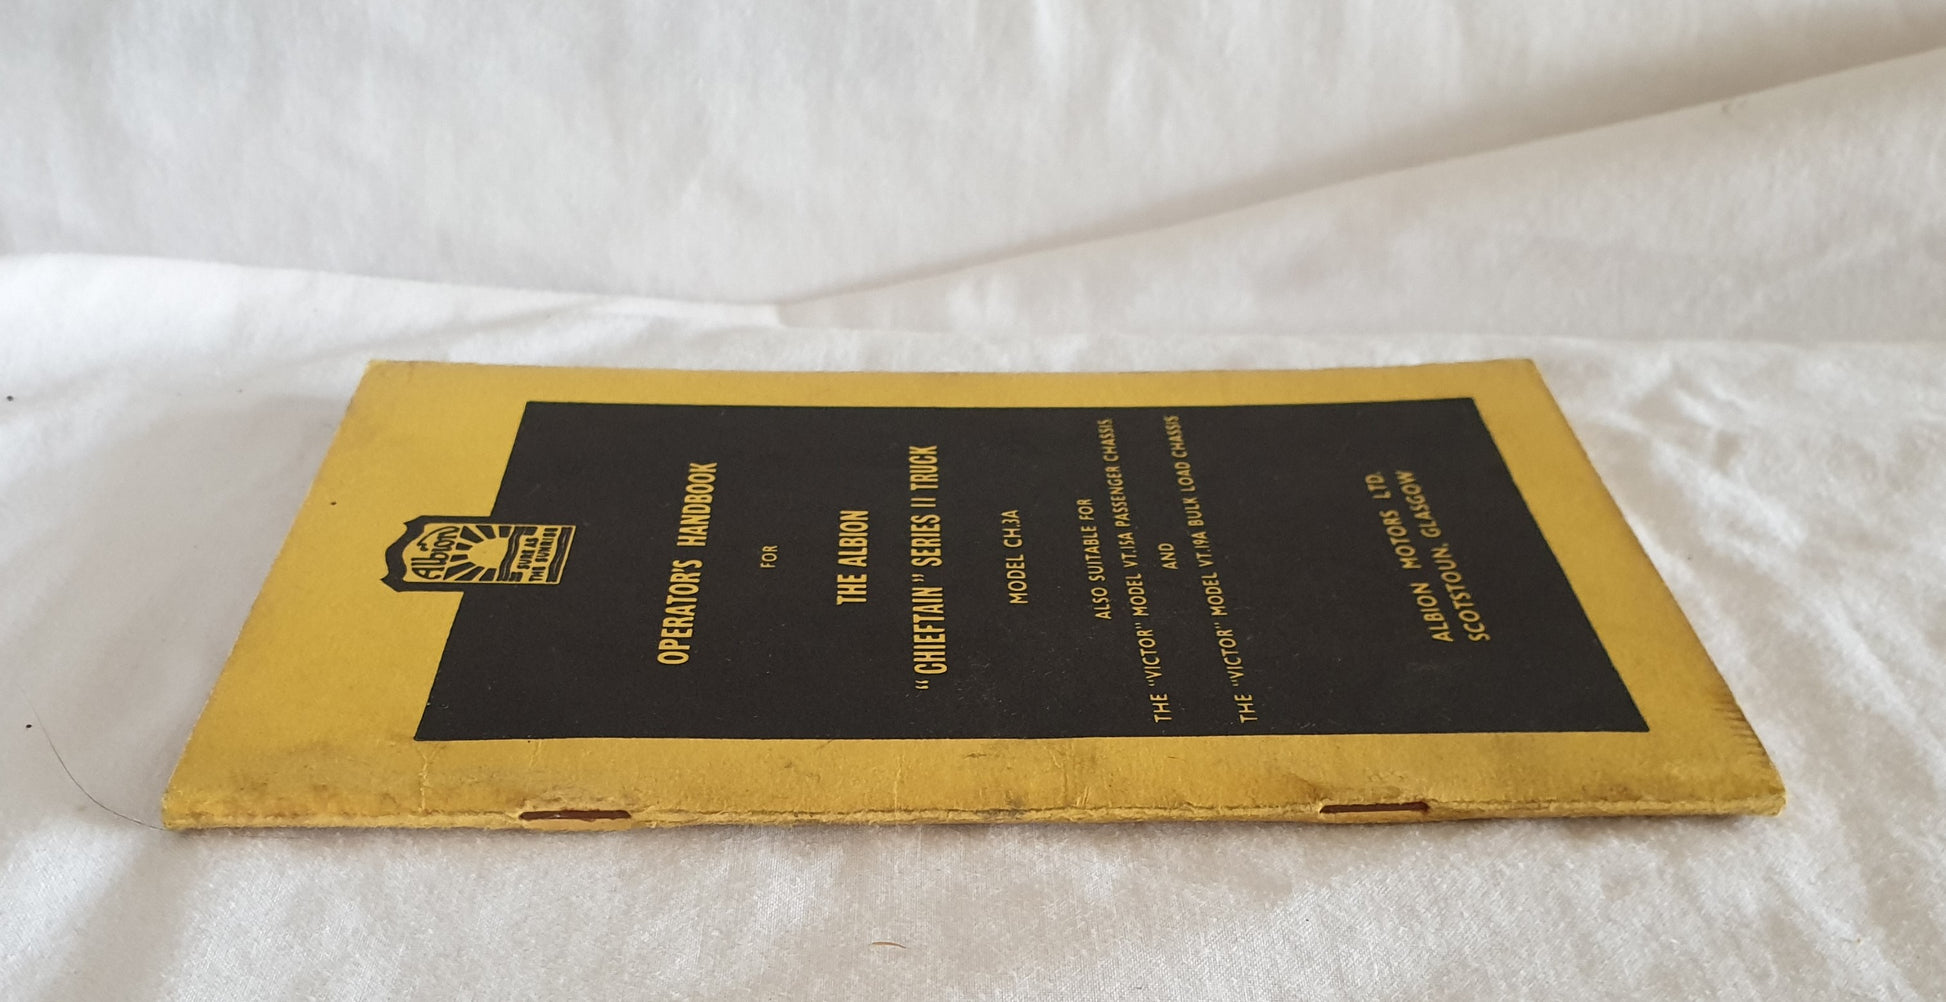 Albion
SURE AS
THE SUNRISE
OPERATOR'S HANDBOOK
FOR
THE ALBION
"CHIEFTAIN" SERIES II TRUCK
MODEL CH.3A
ALSO SUITABLE FOR
THE "VICTOR" MODEL VT.15A PASSENGER CHASSIS
AND
THE "VICTOR" MODEL VT.19A BULK LOAD CHASSIS
ALBION MOTORS LTD.
SCOTSTOUN, GLASGOW